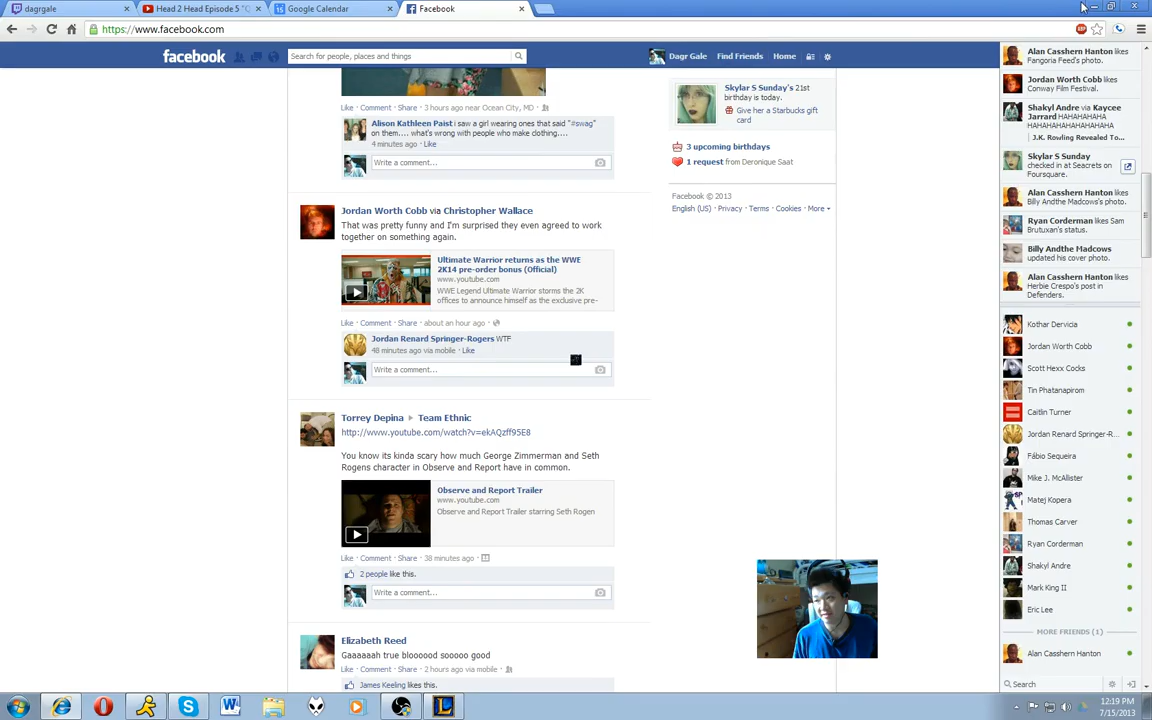 dagrgale
Head 2 Head Episode 5 "C
Google Calendar
Facebook
https://www.facebook.com
facebook
Search for people, places and things
Dagr Gale
Find Friends
Home
Like · Comment · Share · 3 hours ago near Ocean City, MD ·
Alison Kathleen Paist i saw a girl wearing ones that said "#swag"
on them.... what's wrong with people who make clothing....
4 minutes ago · Like
Write a comment...
Jordan Worth Cobb via Christopher Wallace
That was pretty funny and I'm surprised they even agreed to work
together on something again.
Ultimate Warrior returns as the WWE
2K14 pre-order bonus (Official)
www.youtube.com
WWE Legend Ultimate Warrior storms the 2K
offices to announce himself as the exclusive pre-
Like · Comment · Share · about an hour ago ·
Jordan Renard Springer-Rogers WTF
48 minutes ago via mobile · Like
Write a comment...
Torrey Depina ▸ Team Ethnic
http://www.youtube.com/watch?v=ekAQzff95E8
You know its kinda scary how much George Zimmerman and Seth
Rogens character in Observe and Report have in common.
Observe and Report Trailer
www.youtube.com
Observe and Report Trailer starring Seth Rogen
Like · Comment · Share · 38 minutes ago ·
2 people like this.
Write a comment...
Elizabeth Reed
Gaaaaaah true bloooood sooooo good
Like · Comment · Share · 2 hours ago via mobile ·
James Keeling likes this.
Skylar S Sunday's 21st
birthday is today.
Give her a Starbucks gift
card
3 upcoming birthdays
1 request from Deronique Saat
Facebook © 2013
English (US) · Privacy · Terms · Cookies · More
Alan Casshern Hanton likes
Fangoria Feed's photo.
Jordan Worth Cobb likes
Conway Film Festival.
Shakyl Andre via Kaycee
Jarrard HAHAHAHA
HAHAHAHAHAHAHAHA
J.K. Rowling Revealed To...
Skylar S Sunday
checked in at Seacrets on
Foursquare.
Alan Casshern Hanton likes
Billy Andthe Madcows's photo.
Ryan Corderman likes Sam
Brutuxan's status.
Billy Andthe Madcows
updated his cover photo.
Alan Casshern Hanton likes
Herbie Crespo's post in
Defenders.
Kothar Dervicia
Jordan Worth Cobb
Scott Hexx Cocks
Tin Phatanapirom
Caitlin Turner
Jordan Renard Springer-R...
Fábio Sequeira
Mike J. McAllister
Matej Kopera
Thomas Carver
Ryan Corderman
Shakyl Andre
Mark King II
Eric Lee
MORE FRIENDS (1)
Alan Casshern Hanton
Search
12:19 PM
7/15/2013